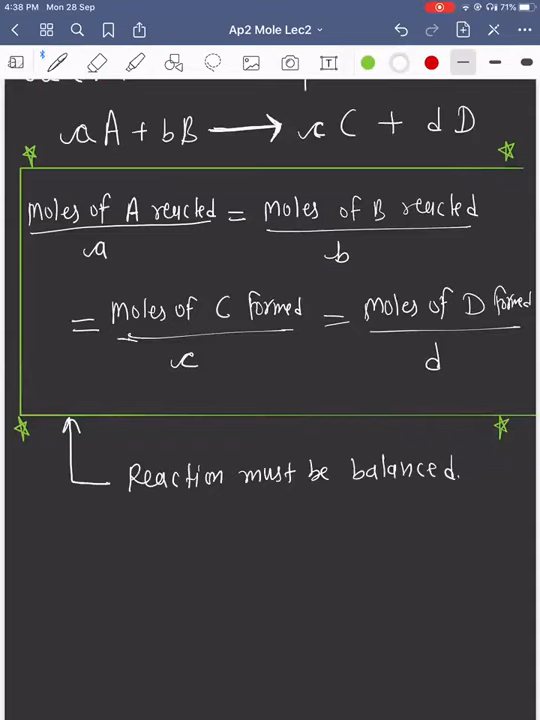 4:38 PM Mon 28 Sep
71%
Ap2 Mole Lec2
T
aA + bB → cC + dD
Moles of A reacted / a = Moles of B reacted / b
= Moles of C formed / c = Moles of D formed / d
Reaction must be balanced.